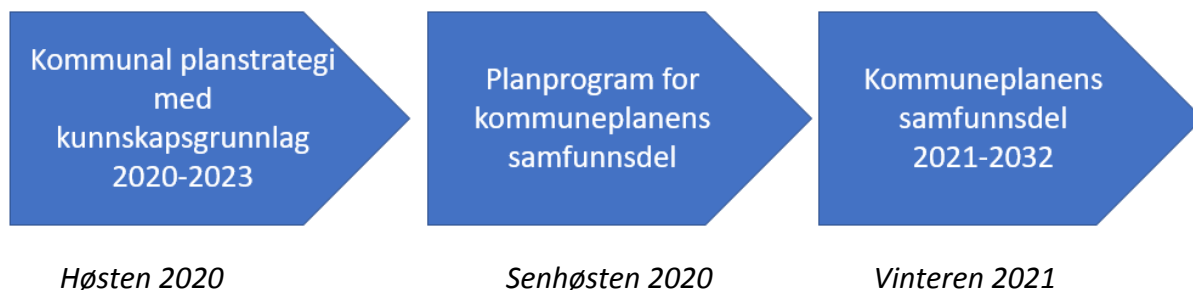 Kommunal planstrategi
med
kunnskapsgrunnlag
2020-2023
Planprogram for
kommuneplanens
samfunnsdel
Kommuneplanens
samfunnsdel
2021-2032
Høsten 2020
Senhøsten 2020
Vinteren 2021